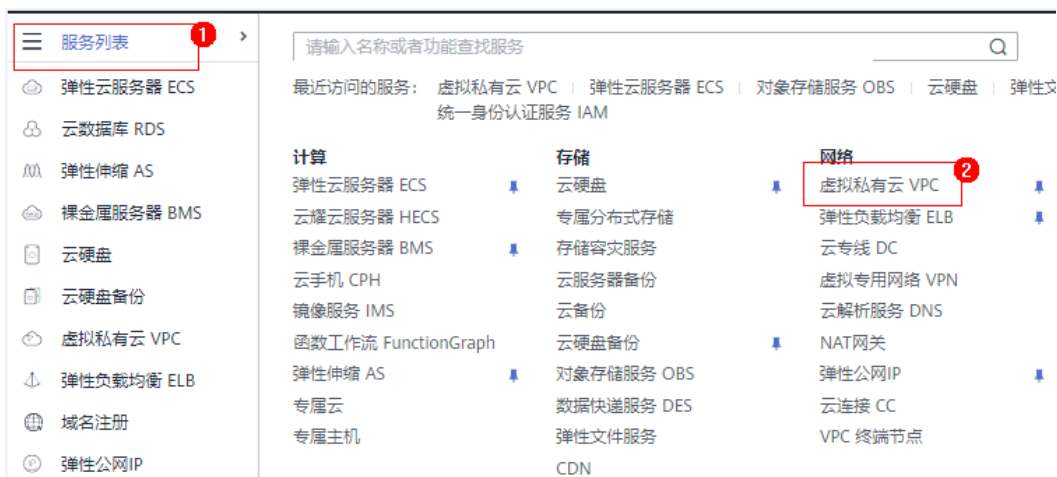 服务列表
1
弹性云服务器 ECS
云数据库 RDS
弹性伸缩 AS
裸金属服务器 BMS
云硬盘
云硬盘备份
虚拟私有云 VPC
弹性负载均衡 ELB
域名注册
弹性公网IP
请输入名称或者功能查找服务
最近访问的服务： 虚拟私有云 VPC 弹性云服务器 ECS 对象存储服务 OBS 云硬盘 弹性文
统一身份认证服务 IAM
计算
弹性云服务器 ECS
云耀云服务器 HECS
裸金属服务器 BMS
云手机 CPH
镜像服务 IMS
函数工作流 FunctionGraph
弹性伸缩 AS
专属云
专属主机
存储
云硬盘
专属分布式存储
存储容灾服务
云服务器备份
云备份
云硬盘备份
对象存储服务 OBS
数据快递服务 DES
弹性文件服务
CDN
网络
2
虚拟私有云 VPC
弹性负载均衡 ELB
云专线 DC
虚拟专用网络 VPN
云解析服务 DNS
NAT网关
弹性公网IP
云连接 CC
VPC 终端节点